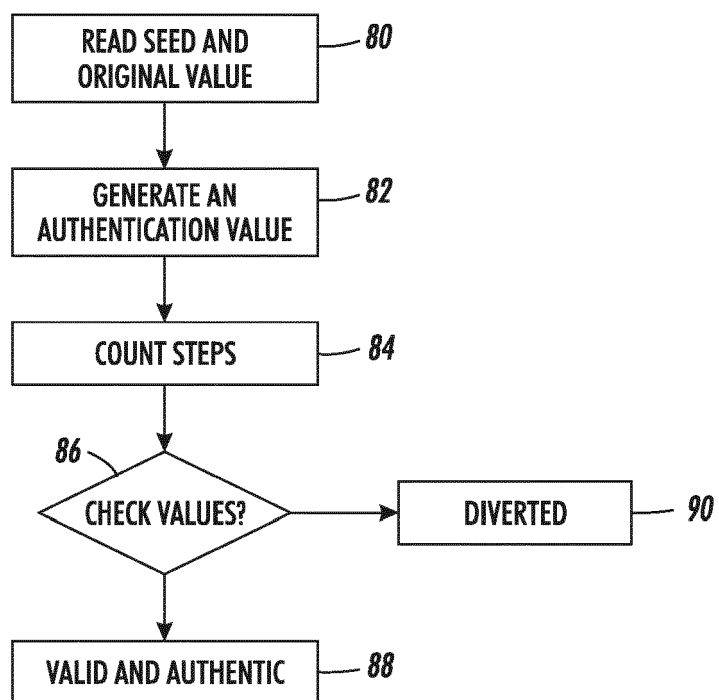 READ SEED AND
ORIGINAL VALUE
80
GENERATE AN
AUTHENTICATION VALUE
82
COUNT STEPS
84
86
CHECK VALUES?
DIVERTED
90
VALID AND AUTHENTIC
88